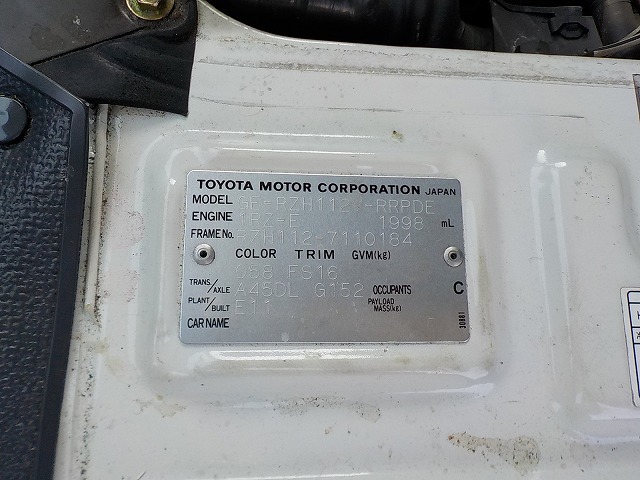 TOYOTA MOTOR CORPORATION JAPAN
MODEL GE-RZH112V-RRPDE
ENGINE 1RZ-E 1998 mL
FRAME No. RZH112-7110184
COLOR TRIM GVM(kg)
058 FS16
TRANS./AXLE A45DL G152 OCCUPANTS C
PLANT/BUILT E11 PAYLOAD MASS(kg)
CAR NAME